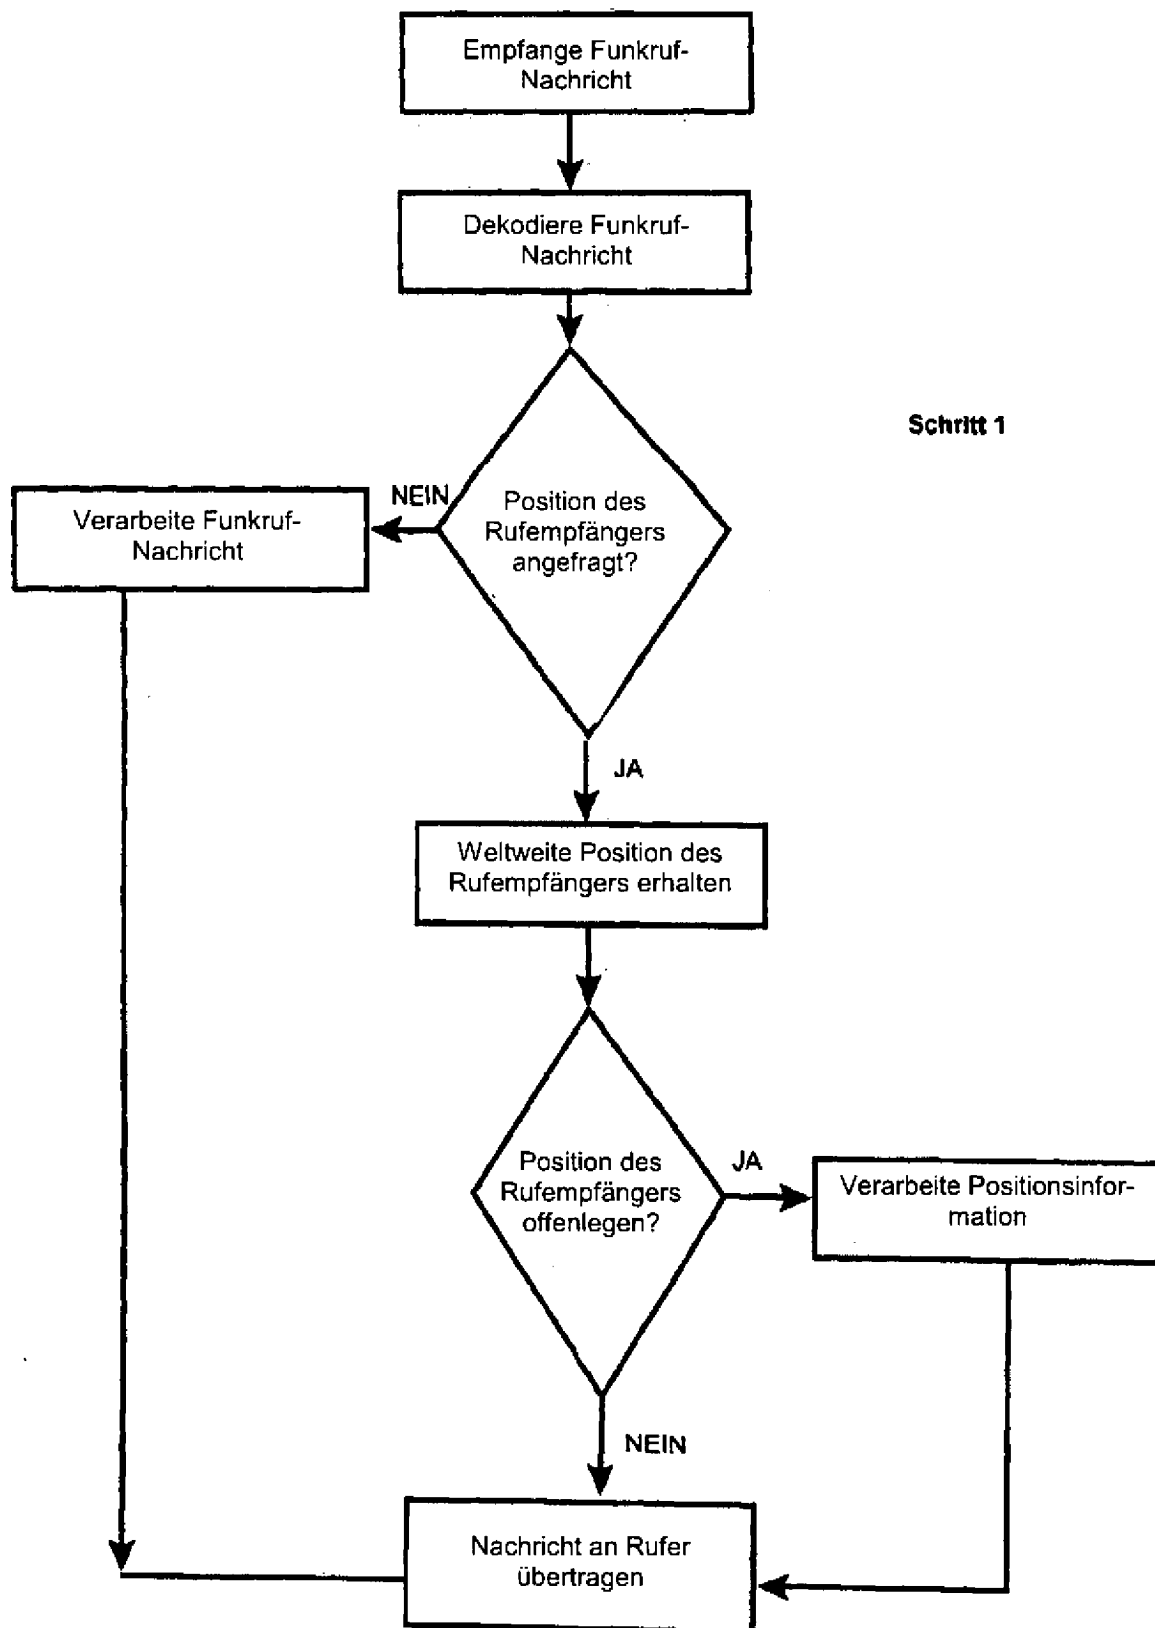 Empfange Funkruf-
Nachricht
Dekodiere Funkruf-
Nachricht
Schritt 1
NEIN
Position des
Rufempfängers
angefragt?
Verarbeite Funkruf-
Nachricht
JA
Weltweite Position des
Rufempfängers erhalten
Position des
Rufempfängers
offenlegen?
JA
Verarbeite Positionsinfor-
mation
NEIN
Nachricht an Rufer
übertragen